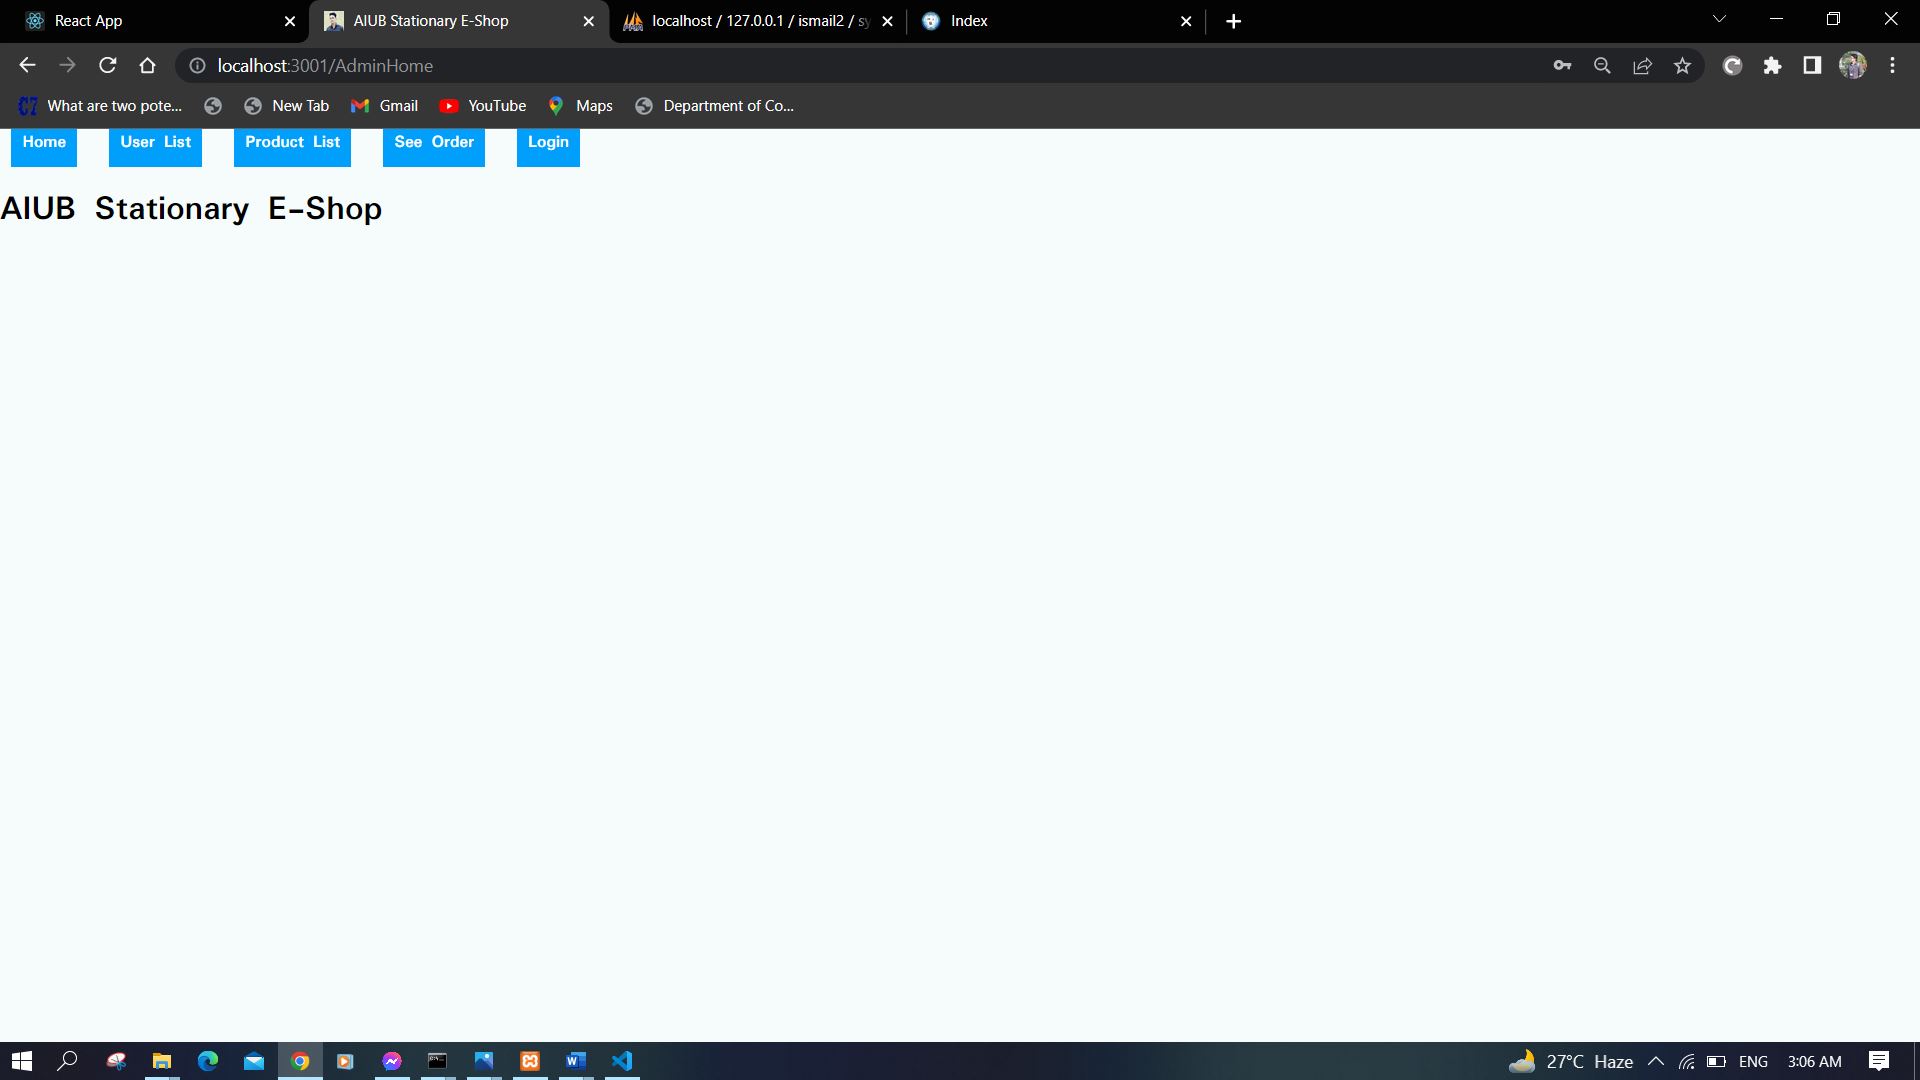 React App
AIUB Stationary E-Shop
localhost / 127.0.0.1 / ismail2 / sy
Index
localhost:3001/AdminHome
What are two pote...
New Tab
Gmail
YouTube
Maps
Department of Co...
Home
User List
Product List
See Order
Login
AIUB Stationary E-Shop
27°C Haze
ENG
3:06 AM